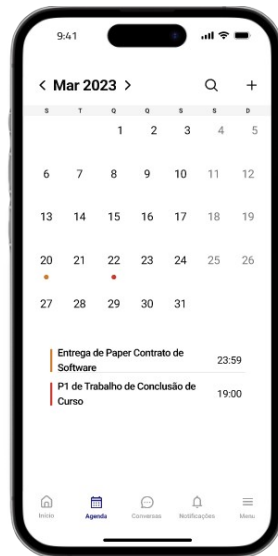 9:41
Mar 2023
S T Q Q S S D
1 2 3 4 5
6 7 8 9 10 11 12
13 14 15 16 17 18 19
20 21 22 23 24 25 26
27 28 29 30 31
Entrega de Paper Contrato de
Software
23:59
P1 de Trabalho de Conclusão de
Curso
19:00
Início Agenda Conversas Notificações Menu